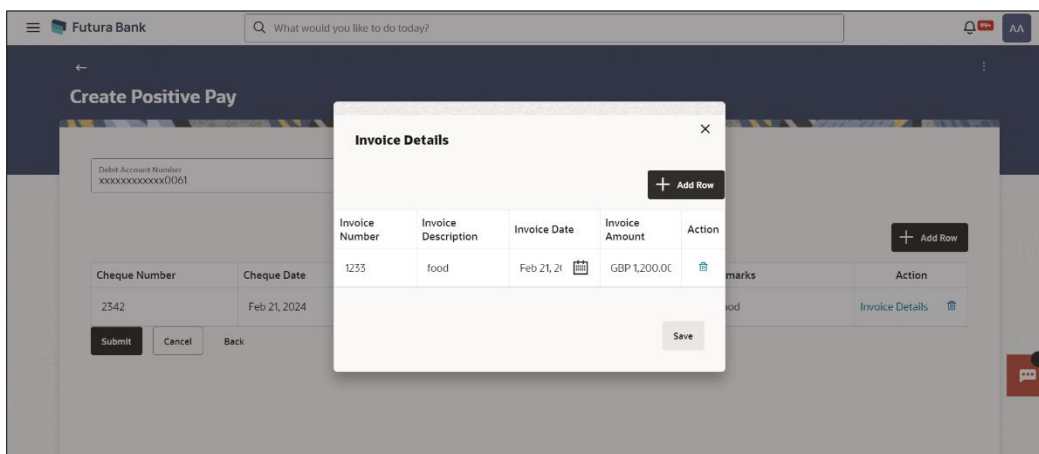 Futura Bank
What would you like to do today?
99+
AA
Create Positive Pay
Invoice Details
Debit Account Number
xxxxxxxxxxxx0061
Add Row
Invoice Number
Invoice Description
Invoice Date
Invoice Amount
Action
1233
food
Feb 21, 2
GBP 1,200.0
Save
Add Row
Cheque Number
Cheque Date
marks
Action
2342
Feb 21, 2024
Invoice Details
Submit
Cancel
Back